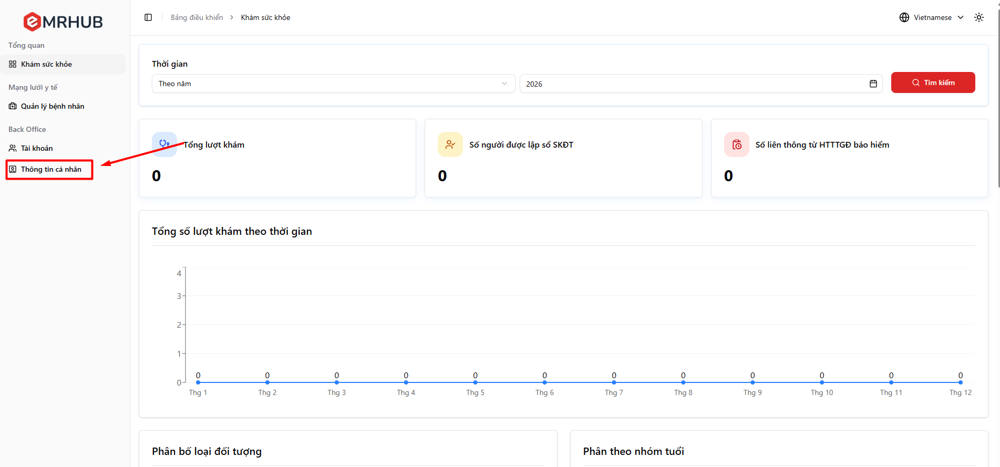 eMRHUB
Tổng quan
Khám sức khỏe
Mạng lưới y tế
Quản lý bệnh nhân
Back Office
Tài khoản
Thông tin cá nhân
Bảng điều khiển > Khám sức khỏe
Vietnamese
Thời gian
Theo năm
2026
Tìm kiếm
Tổng lượt khám
0
Số người được lập sổ SKĐT
0
Số liên thông từ HTTTGĐ bảo hiểm
0
Tổng số lượt khám theo thời gian
4
3
2
1
0
0 0 0 0 0 0 0 0 0 0 0 0
Thg 1 Thg 2 Thg 3 Thg 4 Thg 5 Thg 6 Thg 7 Thg 8 Thg 9 Thg 10 Thg 11 Thg 12
Phân bố loại đối tượng
Phân theo nhóm tuổi